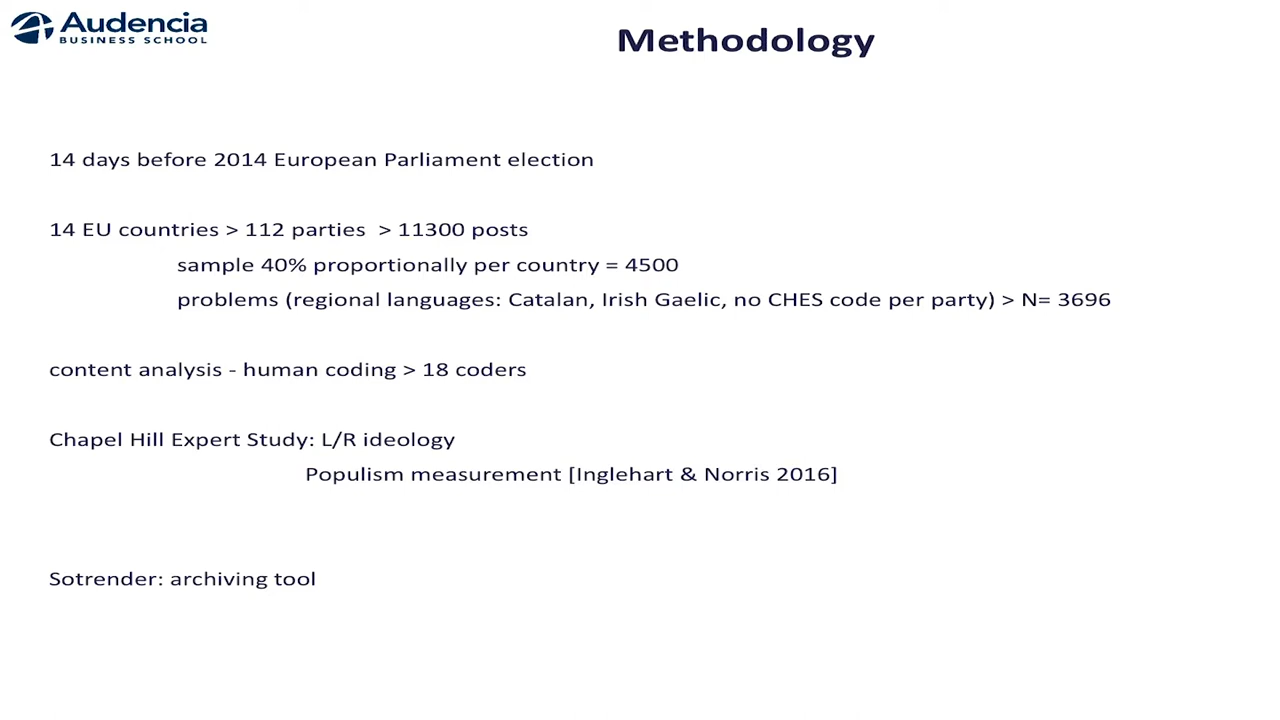 Audencia
BUSINESS SCHOOL
Methodology
14 days before 2014 European Parliament election
14 EU countries > 112 parties > 11300 posts
sample 40% proportionally per country = 4500
problems (regional languages: Catalan, Irish Gaelic, no CHES code per party) > N= 3696
content analysis - human coding > 18 coders
Chapel Hill Expert Study: L/R ideology
Populism measurement [Inglehart & Norris 2016]
Sotrender: archiving tool